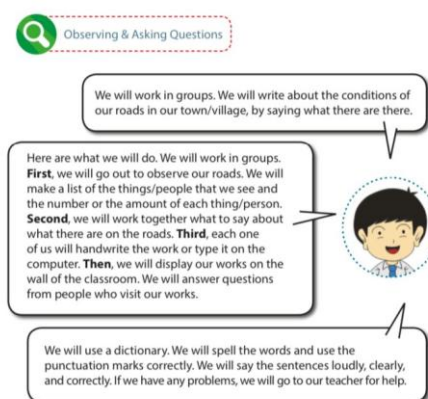 Observing & Asking Questions
We will work in groups. We will write about the conditions of
our roads in our town/village, by saying what there are there.
Here are what we will do. We will work in groups.
First, we will go out to observe our roads. We will
make a list of the things/people that we see and
the number or the amount of each thing/person.
Second, we will work together what to say about
what there are on the roads. Third, each one
of us will handwrite the work or type it on the
computer. Then, we will display our works on the
wall of the classroom. We will answer questions
from people who visit our works.
We will use a dictionary. We will spell the words and use the
punctuation marks correctly. We will say the sentences loudly, clearly,
and correctly. If we have any problems, we will go to our teacher for help.